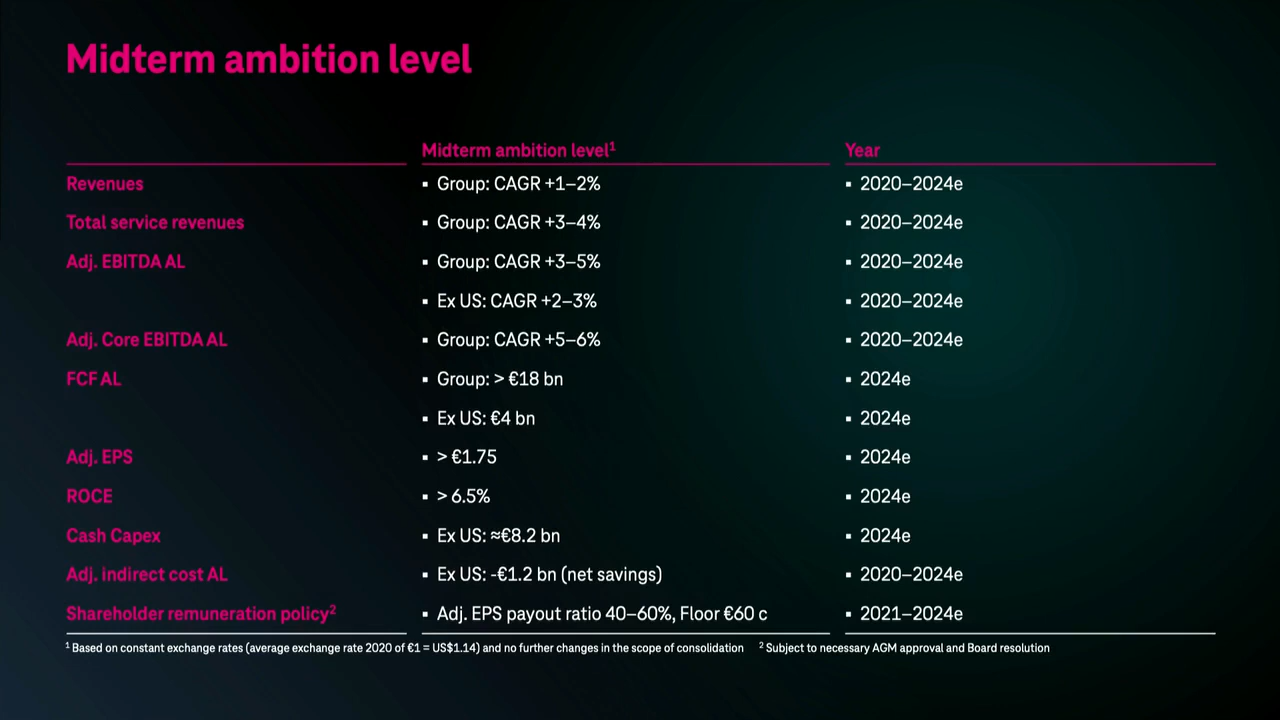 Midterm ambition level
Midterm ambition level¹ Year
Revenues ▪ Group: CAGR +1–2% ▪ 2020–2024e
Total service revenues ▪ Group: CAGR +3–4% ▪ 2020–2024e
Adj. EBITDA AL ▪ Group: CAGR +3–5% ▪ 2020–2024e
▪ Ex US: CAGR +2–3% ▪ 2020–2024e
Adj. Core EBITDA AL ▪ Group: CAGR +5–6% ▪ 2020–2024e
FCF AL ▪ Group: > €18 bn ▪ 2024e
▪ Ex US: €4 bn ▪ 2024e
Adj. EPS ▪ > €1.75 ▪ 2024e
ROCE ▪ > 6.5% ▪ 2024e
Cash Capex ▪ Ex US: ≈€8.2 bn ▪ 2024e
Adj. indirect cost AL ▪ Ex US: -€1.2 bn (net savings) ▪ 2020–2024e
Shareholder remuneration policy² ▪ Adj. EPS payout ratio 40–60%, Floor €60 c ▪ 2021–2024e
¹ Based on constant exchange rates (average exchange rate 2020 of €1 = US$1.14) and no further changes in the scope of consolidation ² Subject to necessary AGM approval and Board resolution